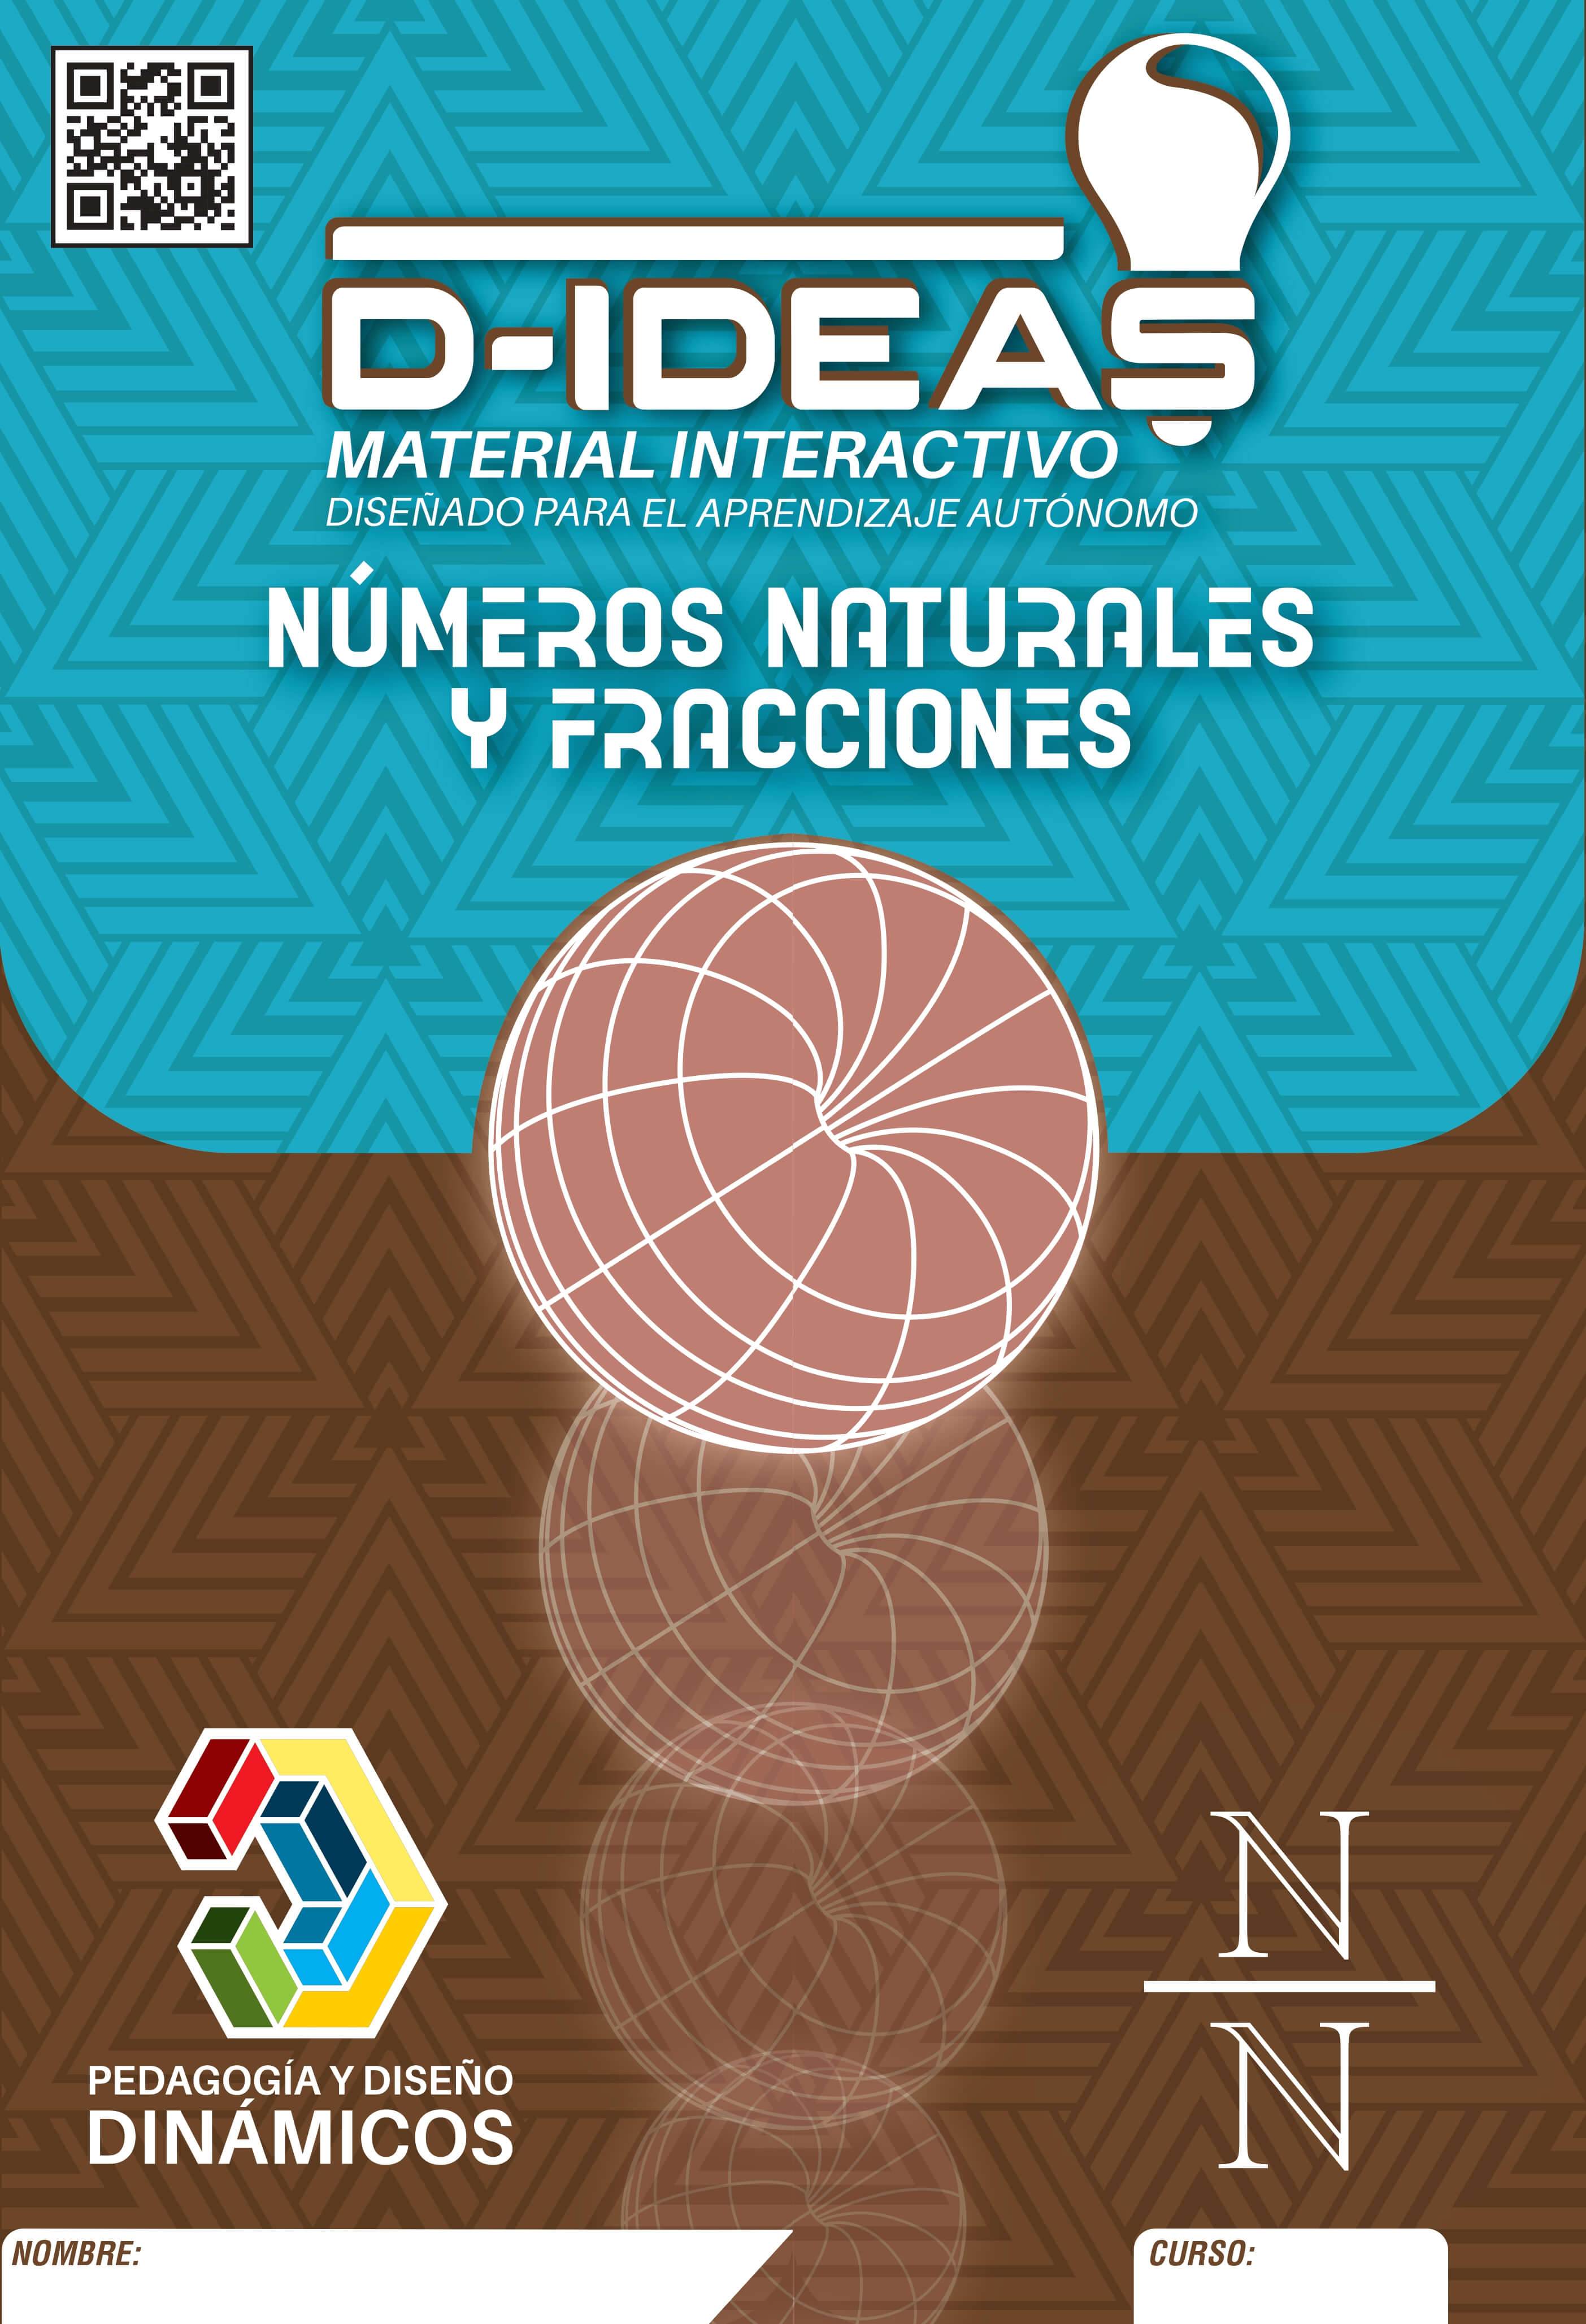 D-IDEAS
MATERIAL INTERACTIVO
DISEÑADO PARA EL APRENDIZAJE AUTÓNOMO
NÚMEROS NATURALES
Y FRACCIONES
ℕ
ℕ
PEDAGOGÍA Y DISEÑO
DINÁMICOS
NOMBRE:
CURSO: